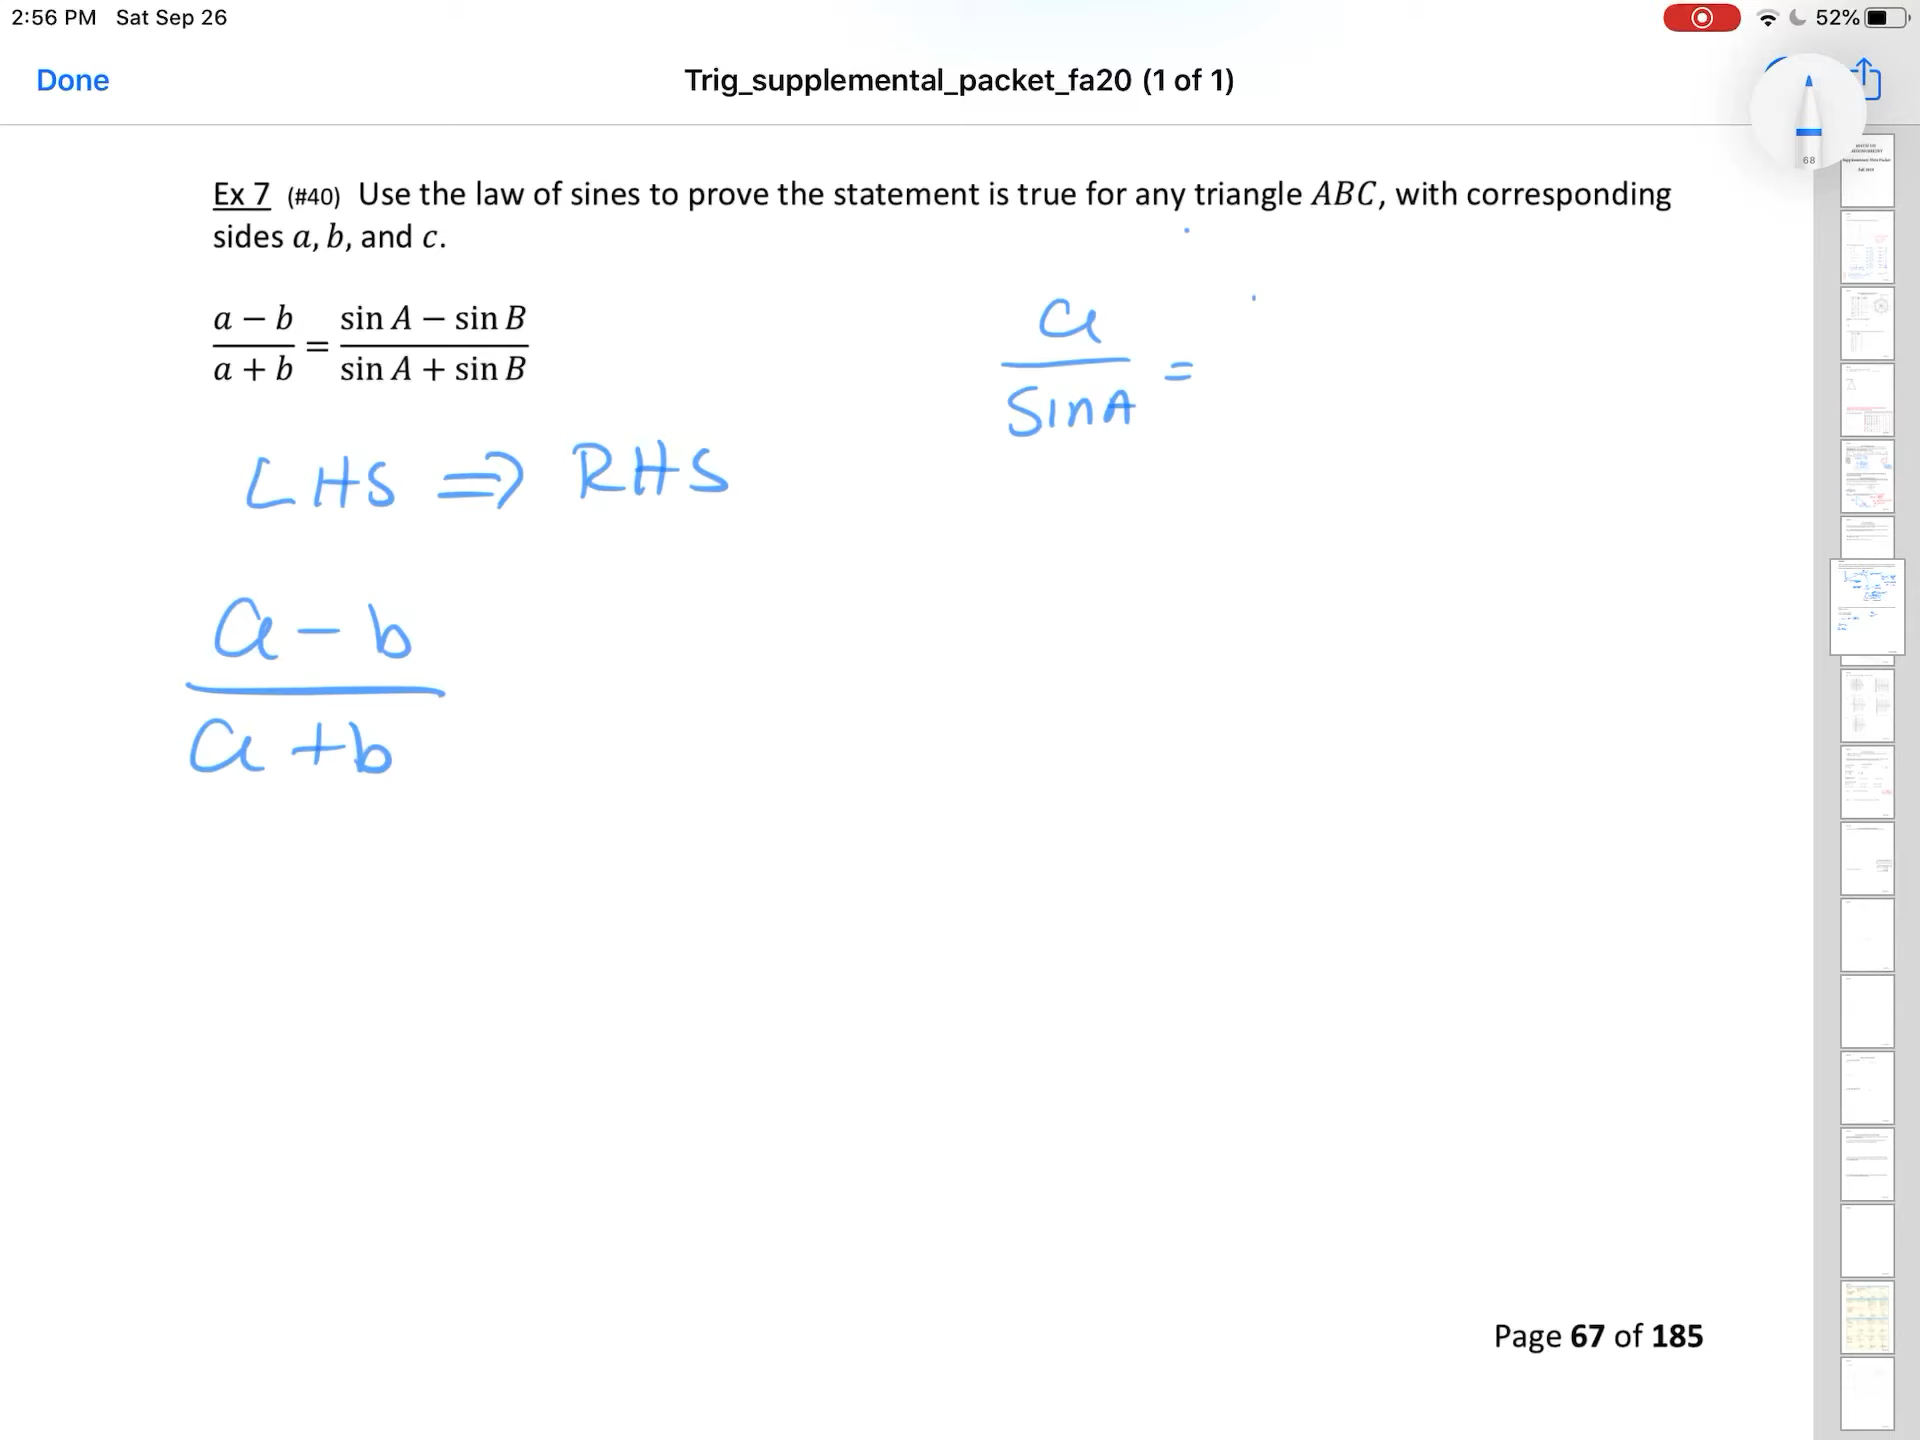 2:56 PM Sat Sep 26
52%
Done
Trig_supplemental_packet_fa20 (1 of 1)
68
Ex 7 (#40) Use the law of sines to prove the statement is true for any triangle ABC, with corresponding
sides a, b, and c.
a − b / a + b = sin A − sin B / sin A + sin B
a / sin A =
LHS ⇒ RHS
a − b
a + b
Page 67 of 185